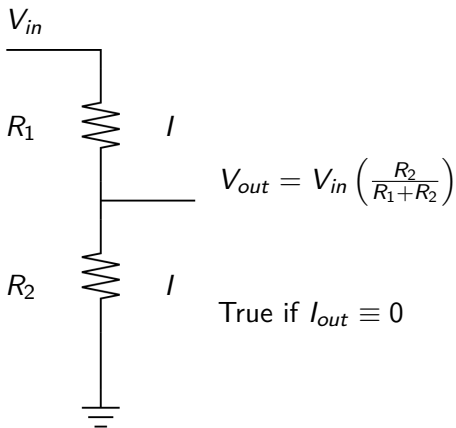 V_in
R_1 I
V_out = V_in (R_2 / (R_1+R_2))
R_2 I
True if I_out ≡ 0